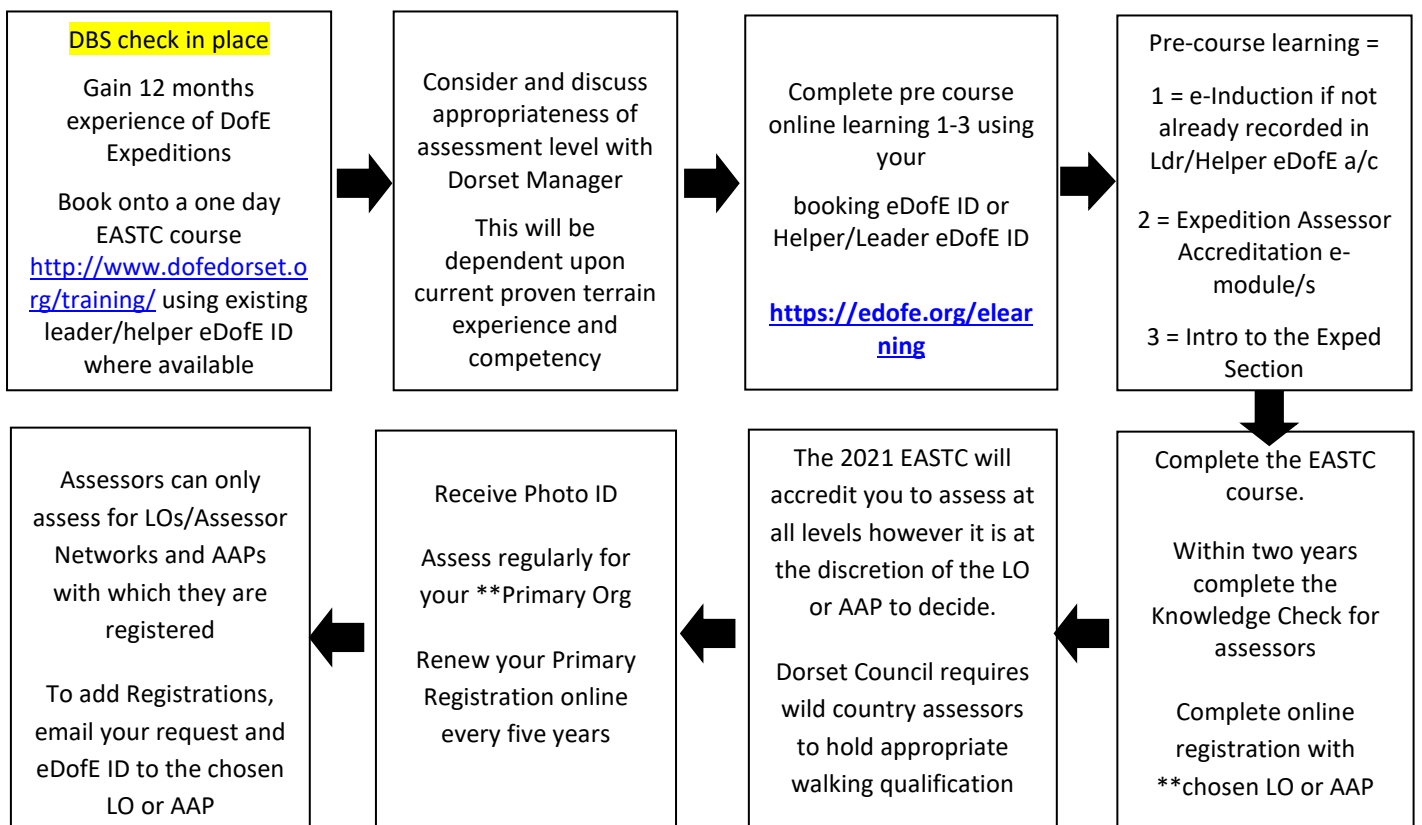 DBS check in place
Gain 12 months
experience of DofE
Expeditions
Book onto a one day
EASTC course
http://www.dofedorset.o
rg/training/ using existing
leader/helper eDofE ID
where available
Consider and discuss
appropriateness of
assessment level with
Dorset Manager
This will be
dependent upon
current proven terrain
experience and
competency
Complete pre course
online learning 1-3 using
your
booking eDofE ID or
Helper/Leader eDofE ID
https://edofe.org/elear
ning
Pre-course learning =
1 = e-Induction if not
already recorded in
Ldr/Helper eDofE a/c
2 = Expedition Assessor
Accreditation e-
module/s
3 = Intro to the Exped
Section
Complete the EASTC
course.
Within two years
complete the
Knowledge Check for
assessors
Complete online
registration with
**chosen LO or AAP
The 2021 EASTC will
accredit you to assess at
all levels however it is at
the discretion of the LO
or AAP to decide.
Dorset Council requires
wild country assessors
to hold appropriate
walking qualification
Receive Photo ID
Assess regularly for
your **Primary Org
Renew your Primary
Registration online
every five years
Assessors can only
assess for LOs/Assessor
Networks and AAPs
with which they are
registered
To add Registrations,
email your request and
eDofE ID to the chosen
LO or AAP